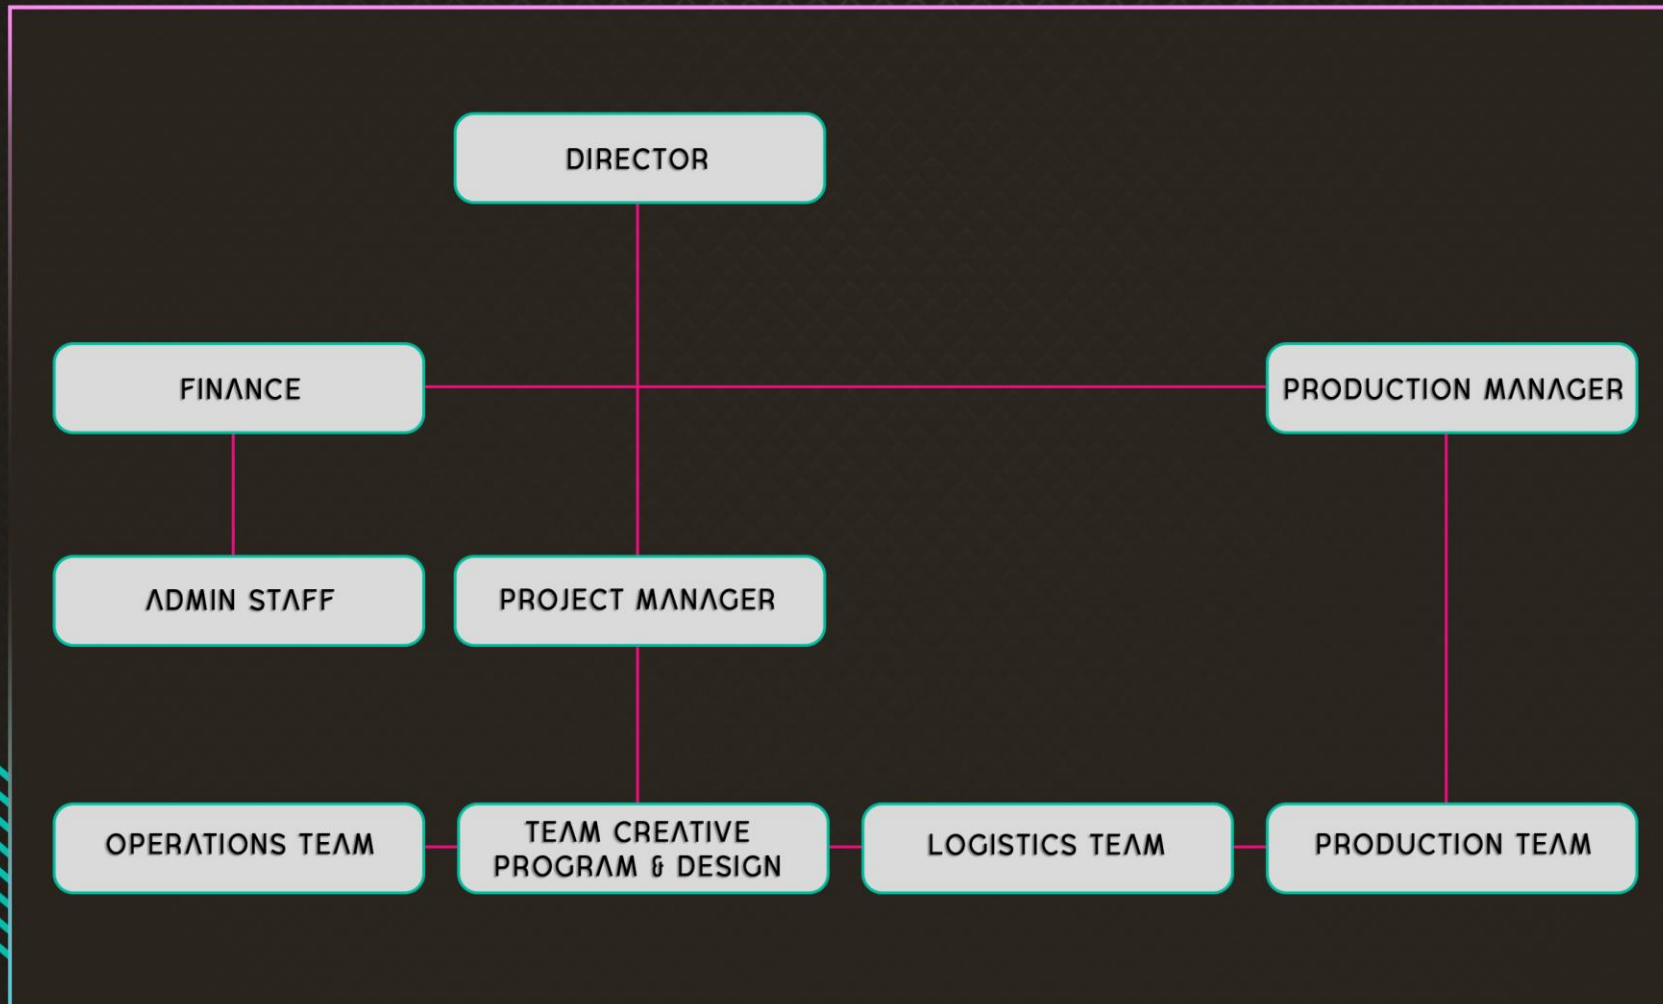 DIRECTOR
FINANCE
PRODUCTION MANAGER
ADMIN STAFF
PROJECT MANAGER
OPERATIONS TEAM
TEAM CREATIVE
PROGRAM & DESIGN
LOGISTICS TEAM
PRODUCTION TEAM